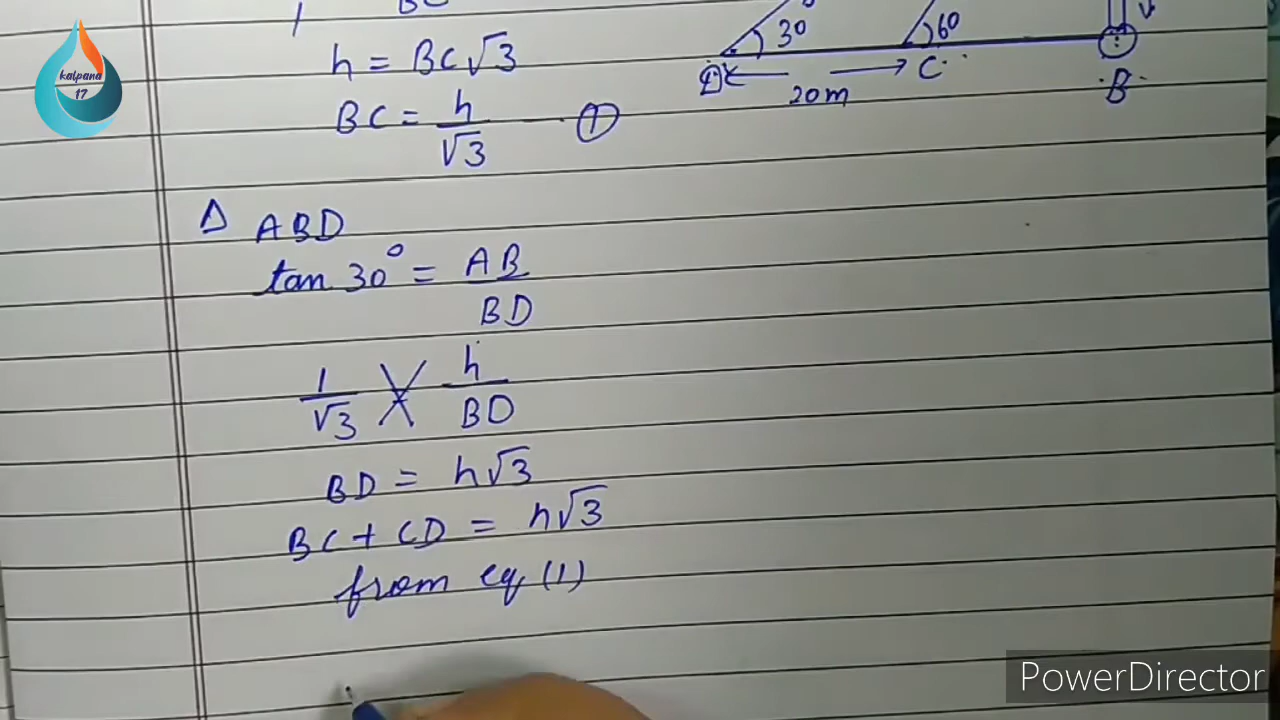 kalpana
17
BC
h = BC√3
BC = h/√3 — ①
30
60
D
20m
C
B
Δ ABD
tan 30° = AB/BD
1/√3 h/BD
BD = h√3
BC + CD = h√3
from eq (1)
PowerDirector